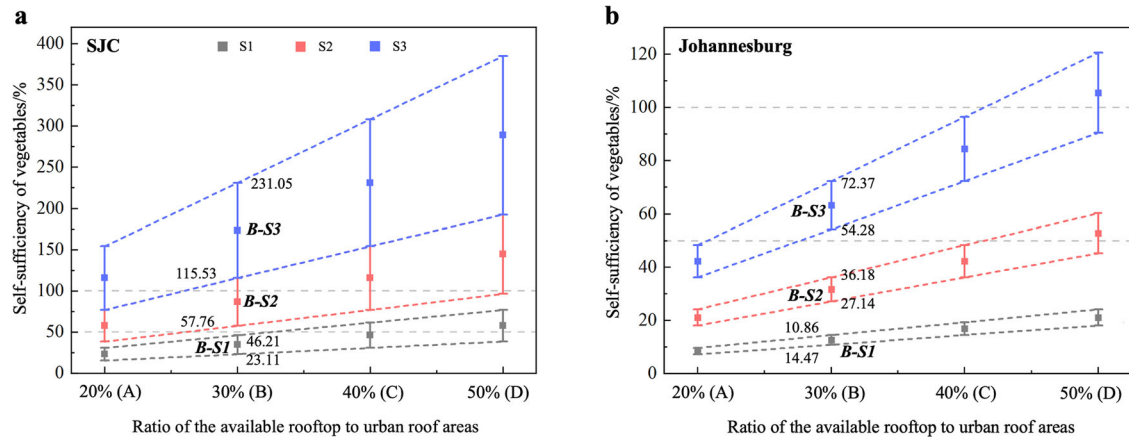 a
SJC
S1
S2
S3
Self-sufficiency of vegetables/%
400
350
300
250
200
150
100
50
0
231.05
B-S3
115.53
B-S2
57.76
B-S1
46.21
23.11
20% (A)
30% (B)
40% (C)
50% (D)
Ratio of the available rooftop to urban roof areas
b
Johannesburg
Self-sufficiency of vegetables/%
120
100
80
60
40
20
0
72.37
B-S3
54.28
36.18
B-S2
27.14
10.86
B-S1
14.47
20% (A)
30% (B)
40% (C)
50% (D)
Ratio of the available rooftop to urban roof areas